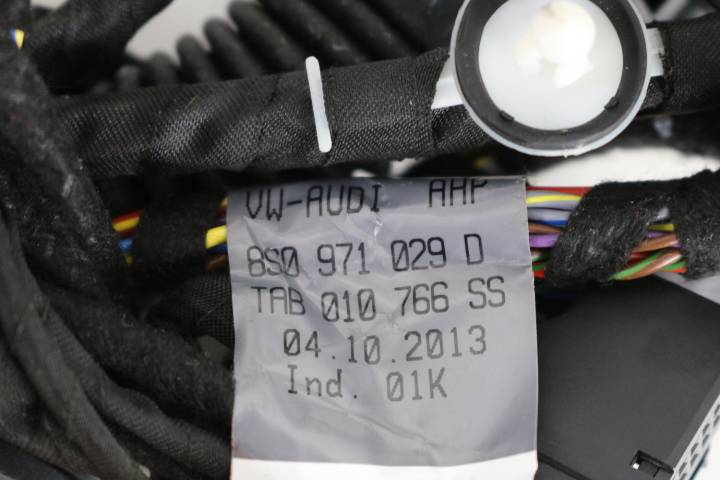 VW-AUDI AHP
8S0 971 029 D
TAB 010 766 SS
04.10.2013
Ind. 01K